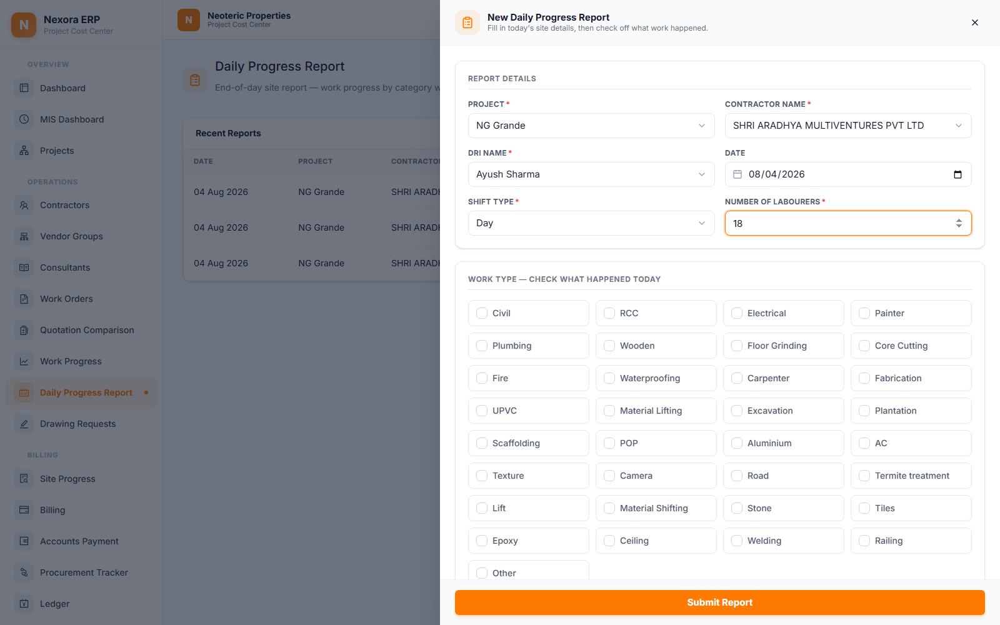 N
Nexora ERP
Project Cost Center
OVERVIEW
Dashboard
MIS Dashboard
Projects
OPERATIONS
Contractors
Vendor Groups
Consultants
Work Orders
Quotation Comparison
Work Progress
Daily Progress Report
Drawing Requests
BILLING
Site Progress
Billing
Accounts Payment
Procurement Tracker
Ledger
N
Neoteric Properties
Project Cost Center
Daily Progress Report
End-of-day site report — work progress by category w
Recent Reports
DATE PROJECT CONTRACTO
04 Aug 2026 NG Grande SHRI ARADH
04 Aug 2026 NG Grande SHRI ARADH
04 Aug 2026 NG Grande SHRI ARADH
New Daily Progress Report
Fill in today's site details, then check off what work happened.
REPORT DETAILS
PROJECT * CONTRACTOR NAME *
NG Grande SHRI ARADHYA MULTIVENTURES PVT LTD
DRI NAME * DATE
Ayush Sharma 08/04/2026
SHIFT TYPE * NUMBER OF LABOURERS *
Day 18
WORK TYPE — CHECK WHAT HAPPENED TODAY
Civil RCC Electrical Painter
Plumbing Wooden Floor Grinding Core Cutting
Fire Waterproofing Carpenter Fabrication
UPVC Material Lifting Excavation Plantation
Scaffolding POP Aluminium AC
Texture Camera Road Termite treatment
Lift Material Shifting Stone Tiles
Epoxy Ceiling Welding Railing
Other
Submit Report